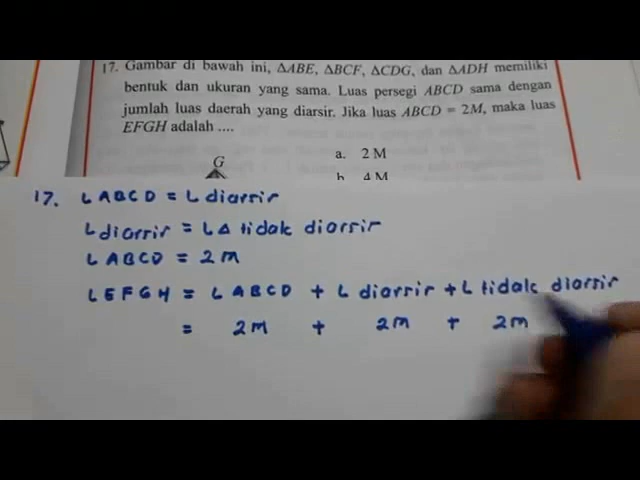 17. Gambar di bawah ini, ΔABE, ΔBCF, ΔCDG, dan ΔADH memiliki
bentuk dan ukuran yang sama. Luas persegi ABCD sama dengan
jumlah luas daerah yang diarsir. Jika luas ABCD = 2M, maka luas
EFGH adalah ....
G
a. 2 M
b. 4 M
17. L ABCD = L diarsir
L diarsir = L Δ tidak diarsir
L ABCD = 2M
L EFGH = L ABCD + L diarsir + L tidak diarsir
= 2M + 2M + 2M